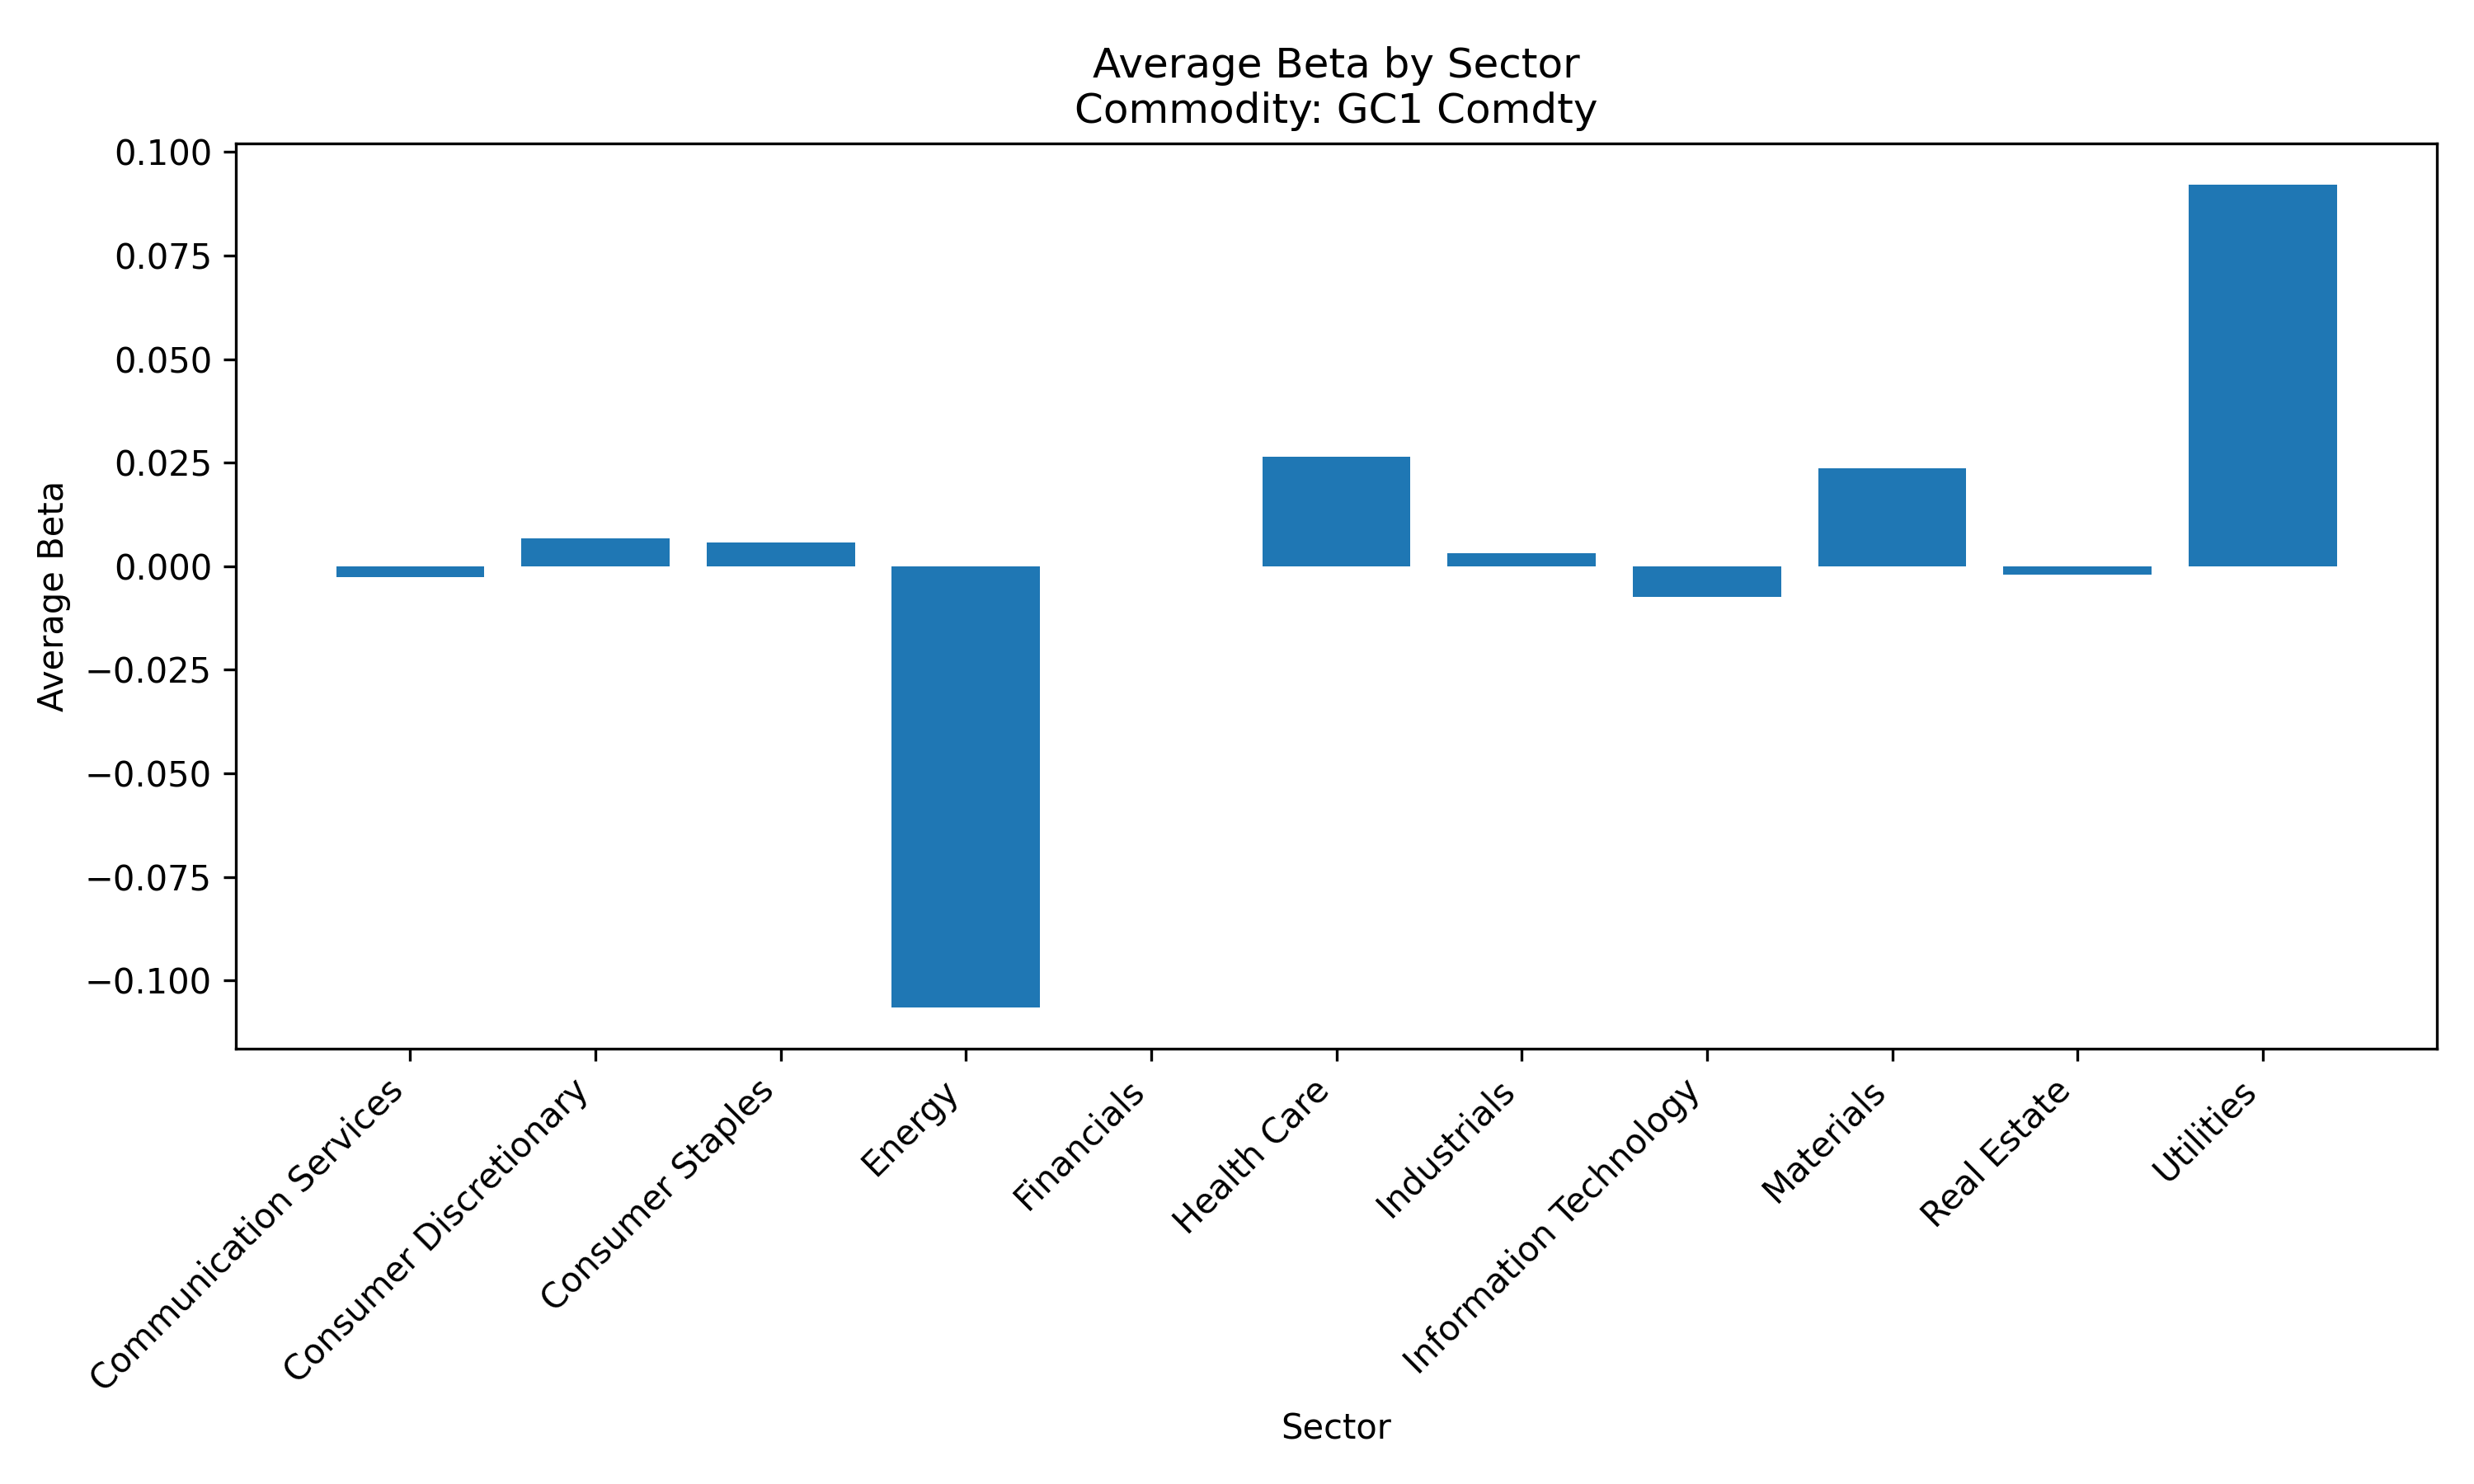 Average Beta by Sector
Commodity: GC1 Comdty
Average Beta
0.100
0.075
0.050
0.025
0.000
−0.025
−0.050
−0.075
−0.100
Communication Services
Consumer Discretionary
Consumer Staples
Energy
Financials
Health Care
Industrials
Information Technology
Materials
Real Estate
Utilities
Sector